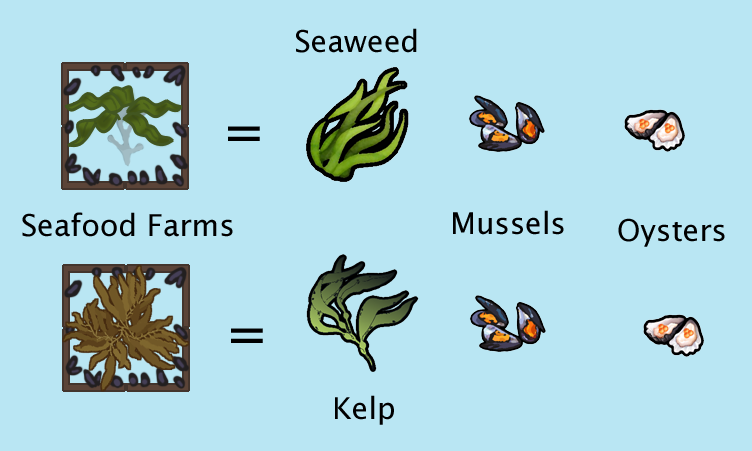 Seaweed
=
Seafood Farms
Mussels
Oysters
=
Kelp